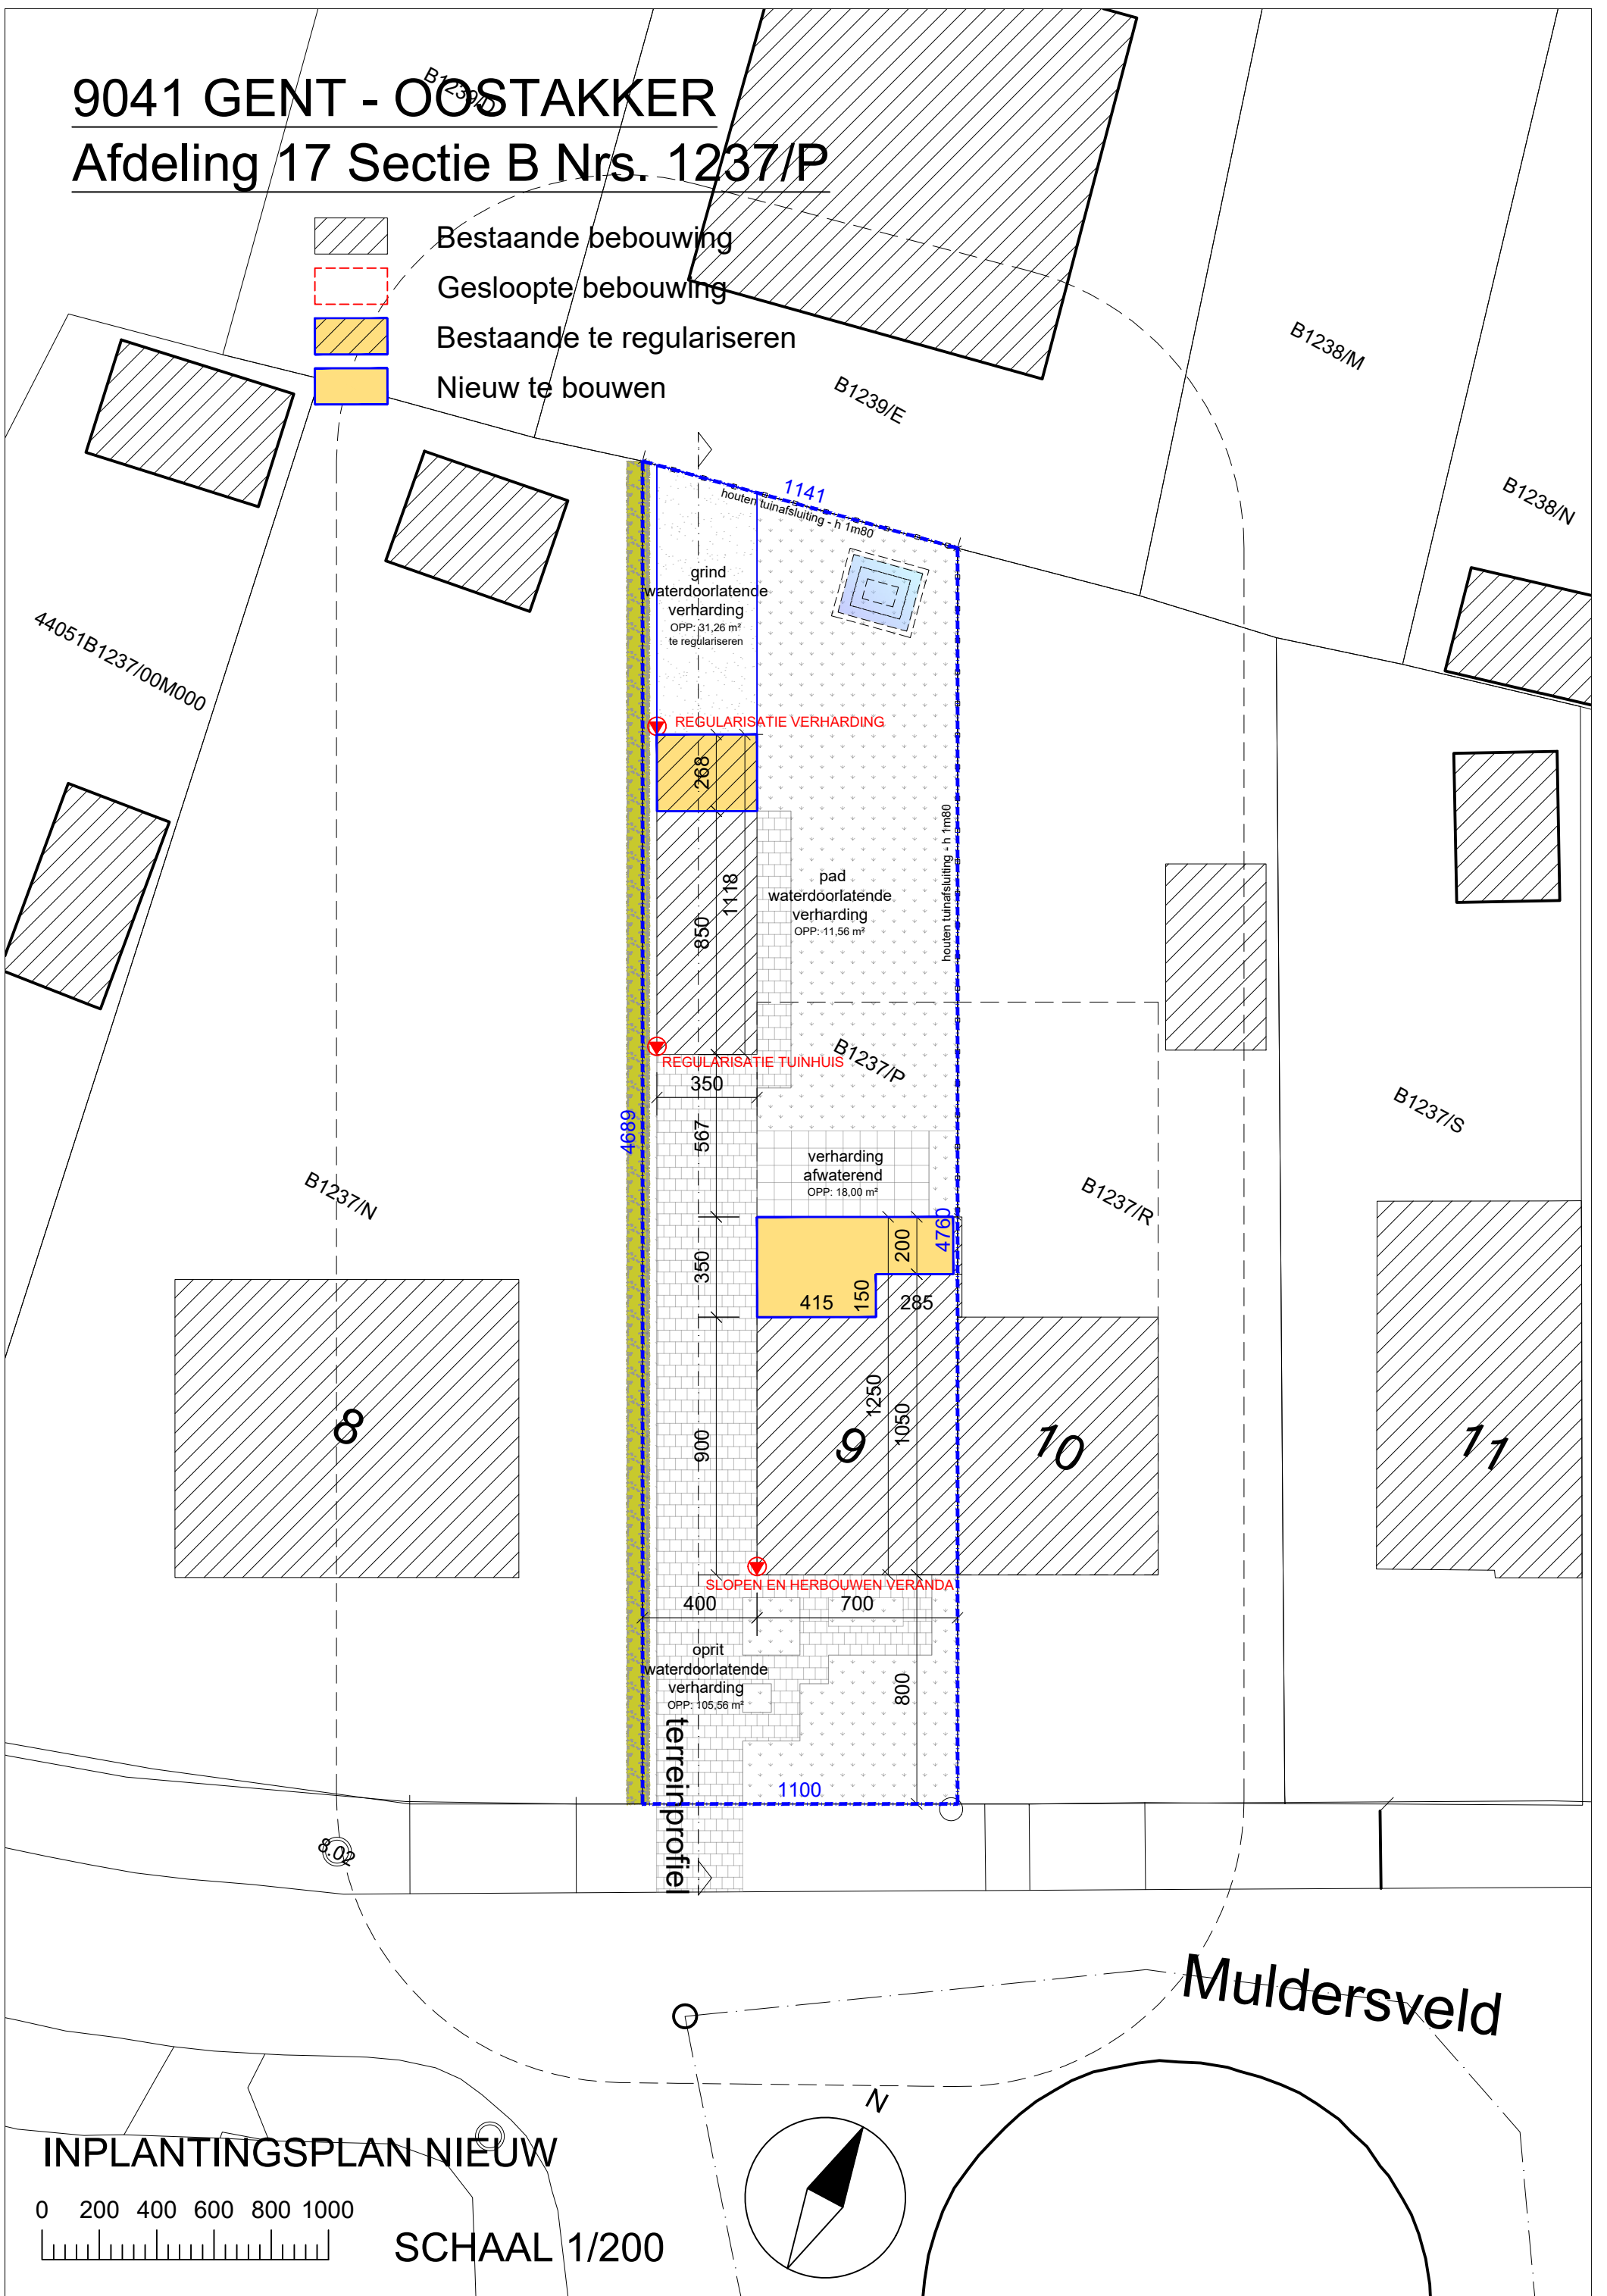 9041 GENT - OOSTAKKER
B1239/D
Afdeling 17 Sectie B Nrs. 1237/P
Bestaande bebouwing
Gesloopte bebouwing
Bestaande te regulariseren
Nieuw te bouwen
B1238/M
B1239/E
B1238/N
1141
houten tuinafsluiting - h 1m80
grind
waterdoorlatende
verharding
OPP: 31,26 m²
te regulariseren
44051B1237/00M000
REGULARISATIE VERHARDING
268
houten tuinafsluiting - h 1m80
pad
waterdoorlatende
verharding
OPP: 11,56 m²
1118
850
REGULARISATIE TUINHUIS
B1237/P
350
B1237/S
4689
567
verharding
afwaterend
OPP: 18,00 m²
B1237/N
B1237/R
4760
200
350
150
415
285
1250
1050
900
8
9
10
11
SLOPEN EN HERBOUWEN VERANDA
400
700
oprit
waterdoorlatende
verharding
OPP: 105,56 m²
800
terreinprofiel
1100
8.02
Muldersveld
N
INPLANTINGSPLAN NIEUW
0 200 400 600 800 1000
SCHAAL 1/200